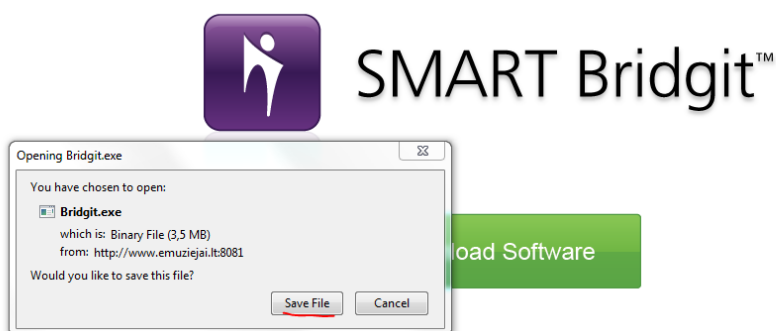 SMART Bridgit™
Opening Bridgit.exe
You have chosen to open:
Bridgit.exe
which is: Binary File (3,5 MB)
from: http://www.emuziejai.lt:8081
Would you like to save this file?
Save File Cancel
load Software